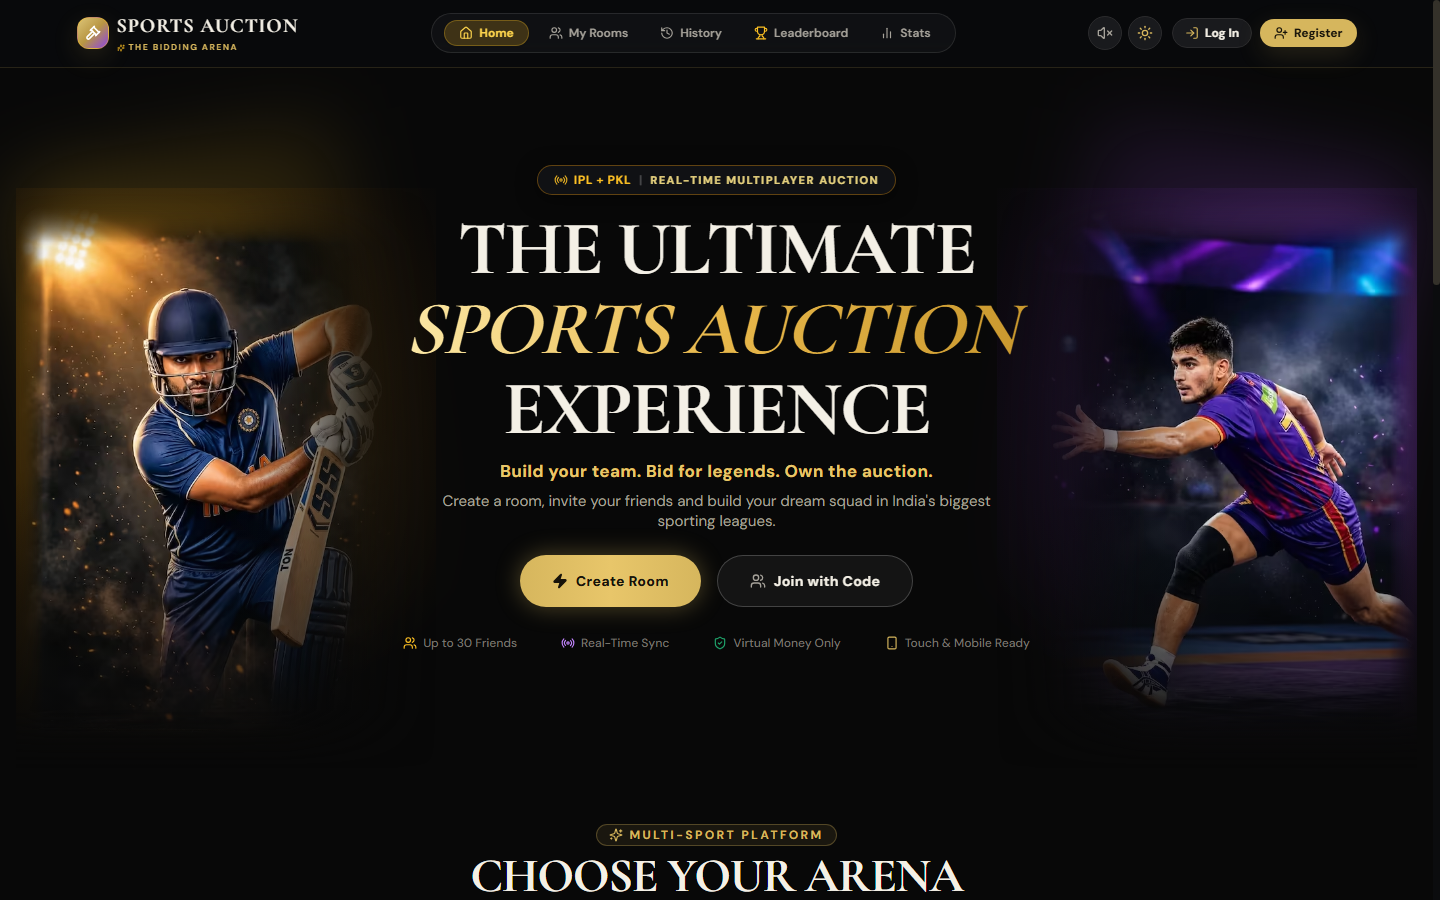 SPORTS AUCTION
THE BIDDING ARENA
Home
My Rooms
History
Leaderboard
Stats
Log In
Register
IPL + PKL | REAL-TIME MULTIPLAYER AUCTION
THE ULTIMATE
SPORTS AUCTION
EXPERIENCE
Build your team. Bid for legends. Own the auction.
Create a room, invite your friends and build your dream squad in India's biggest
sporting leagues.
Create Room
Join with Code
Up to 30 Friends
Real-Time Sync
Virtual Money Only
Touch & Mobile Ready
SS
TON
MULTI-SPORT PLATFORM
CHOOSE YOUR ARENA